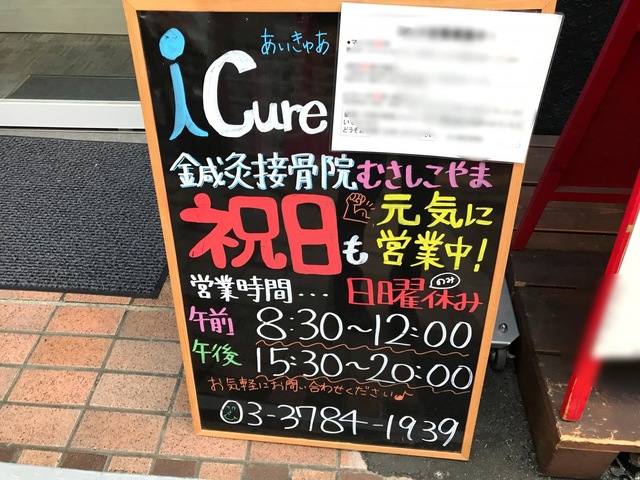 あいきゅあ
iCure
鍼灸接骨院むさしこやま
祝日も元気に
営業中!
営業時間... 日曜のみ休み
午前 8:30~12:00
午後 15:30~20:00
お気軽にお問い合わせください♪
03-3784-1939